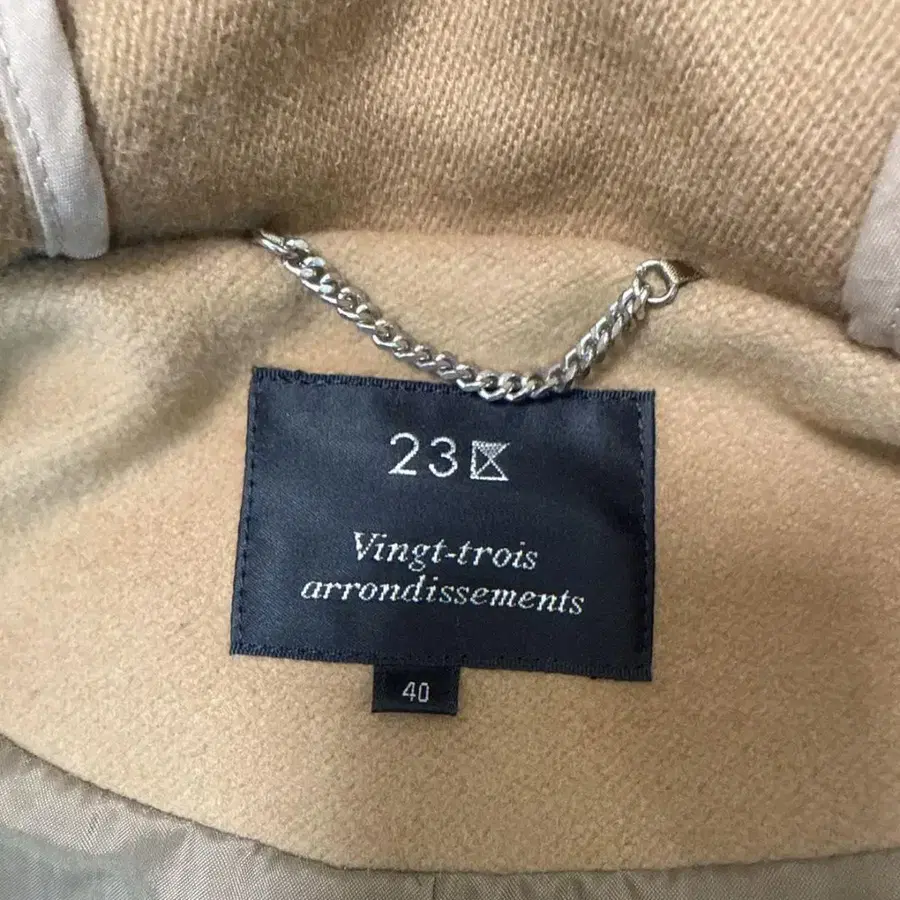 23区
Vingt-trois
arrondissements
40